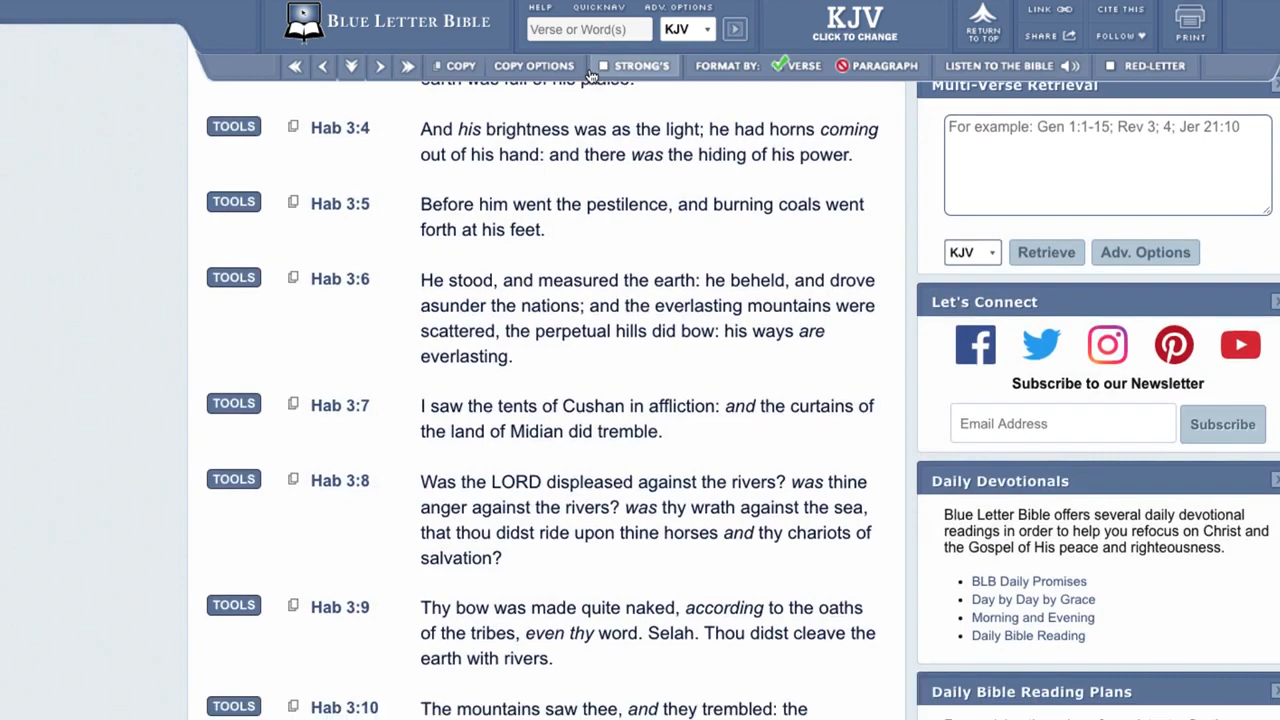 BLUE LETTER BIBLE
HELP QUICKNAV ADV. OPTIONS
Verse or Word(s) KJV
KJV
CLICK TO CHANGE
RETURN
TO TOP
LINK CITE THIS
SHARE FOLLOW
PRINT
COPY COPY OPTIONS STRONG'S FORMAT BY: VERSE PARAGRAPH LISTEN TO THE BIBLE RED-LETTER
earth was full of his praise.
TOOLS Hab 3:4 And his brightness was as the light; he had horns coming
out of his hand: and there was the hiding of his power.
TOOLS Hab 3:5 Before him went the pestilence, and burning coals went
forth at his feet.
TOOLS Hab 3:6 He stood, and measured the earth: he beheld, and drove
asunder the nations; and the everlasting mountains were
scattered, the perpetual hills did bow: his ways are
everlasting.
TOOLS Hab 3:7 I saw the tents of Cushan in affliction: and the curtains of
the land of Midian did tremble.
TOOLS Hab 3:8 Was the LORD displeased against the rivers? was thine
anger against the rivers? was thy wrath against the sea,
that thou didst ride upon thine horses and thy chariots of
salvation?
TOOLS Hab 3:9 Thy bow was made quite naked, according to the oaths
of the tribes, even thy word. Selah. Thou didst cleave the
earth with rivers.
TOOLS Hab 3:10 The mountains saw thee, and they trembled: the
Multi-Verse Retrieval
For example: Gen 1:1-15; Rev 3; 4; Jer 21:10
KJV Retrieve Adv. Options
Let's Connect
Subscribe to our Newsletter
Email Address Subscribe
Daily Devotionals
Blue Letter Bible offers several daily devotional
readings in order to help you refocus on Christ and
the Gospel of His peace and righteousness.
BLB Daily Promises
Day by Day by Grace
Morning and Evening
Daily Bible Reading
Daily Bible Reading Plans